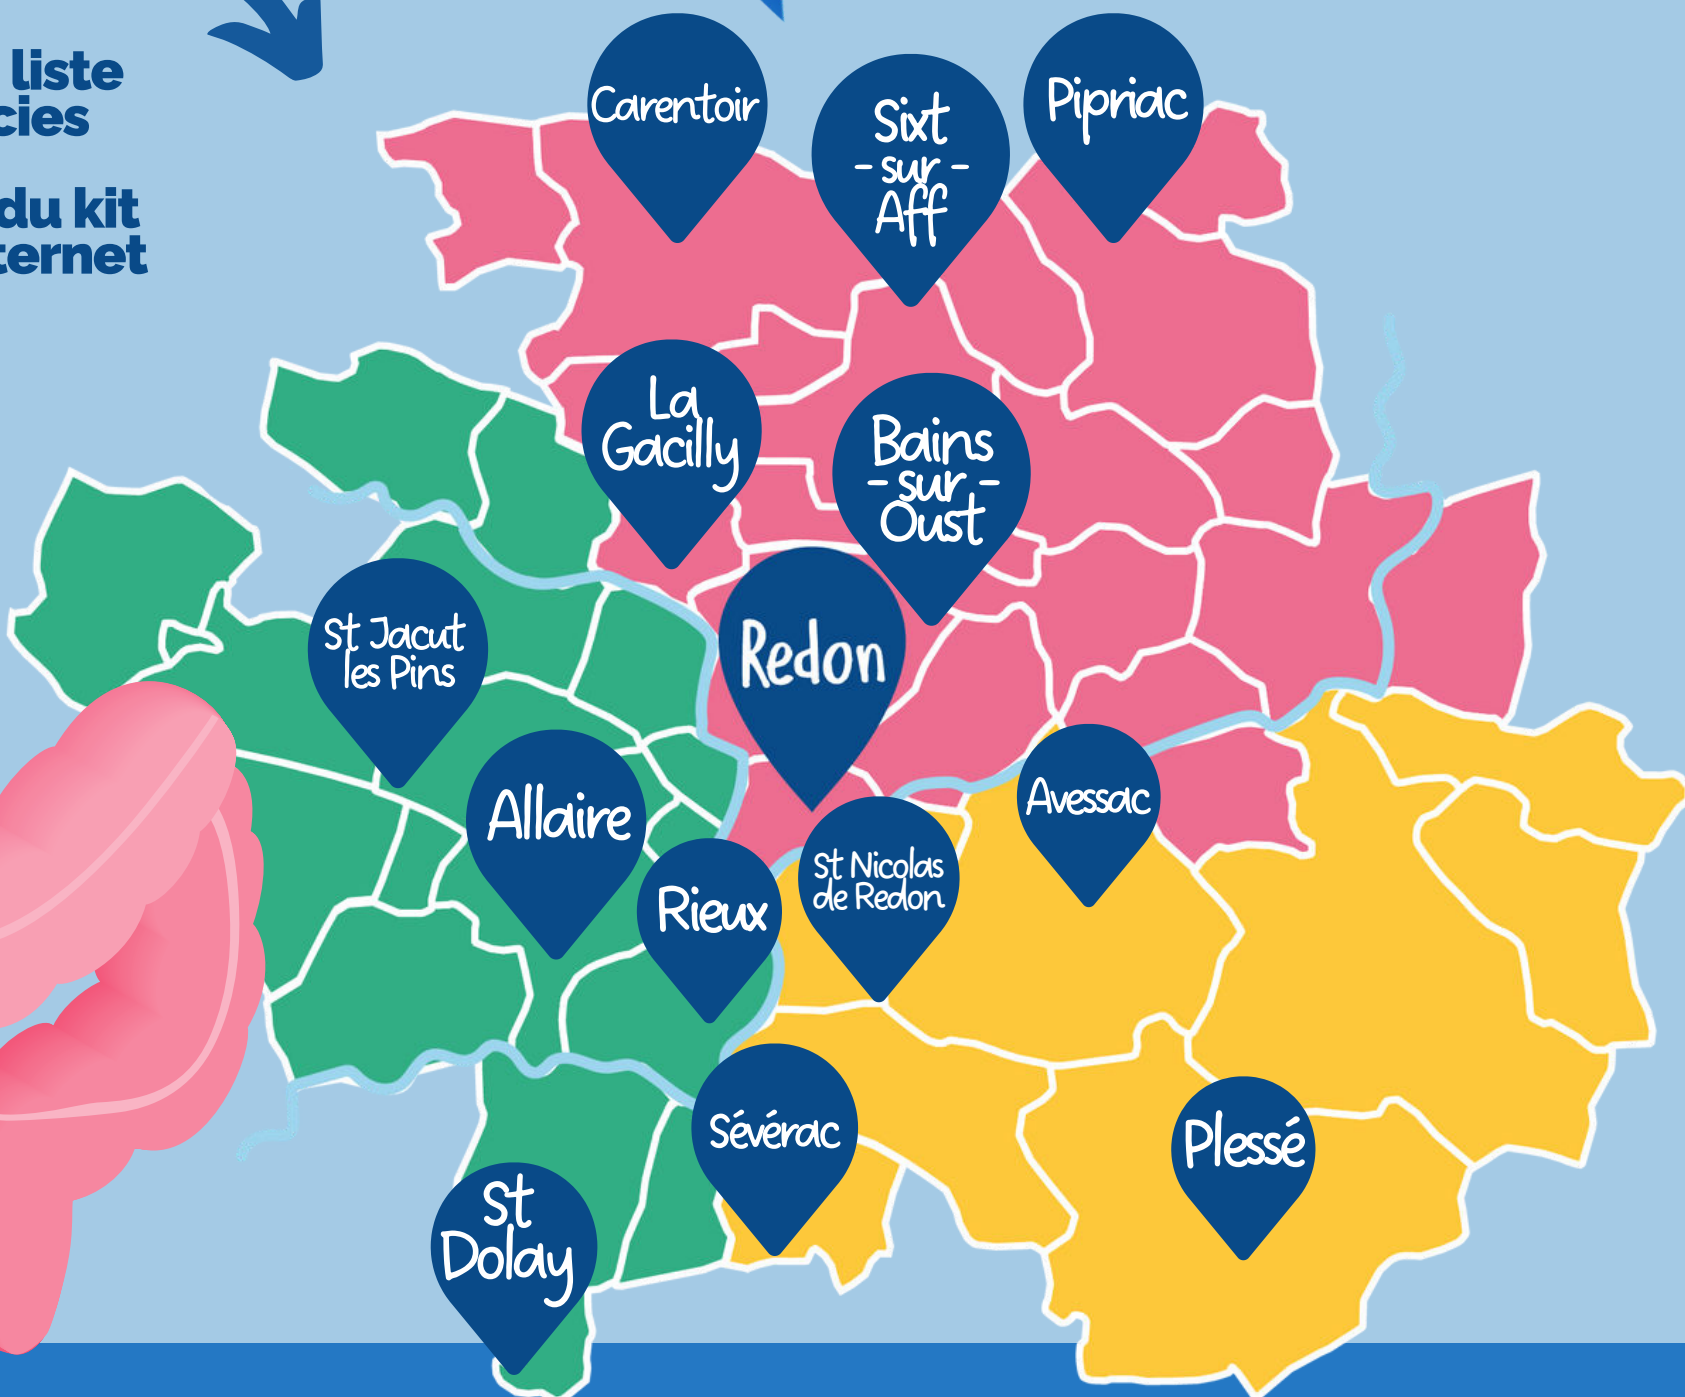 liste
cies
du kit
ternet
Carentoir
Sixt
- sur -
Aff
Pipriac
La
Gacilly
Bains
- sur -
Oust
St Jacut
les Pins
Redon
Allaire
Avessac
Rieux
St Nicolas
de Redon
Sévérac
Plessé
St
Dolay